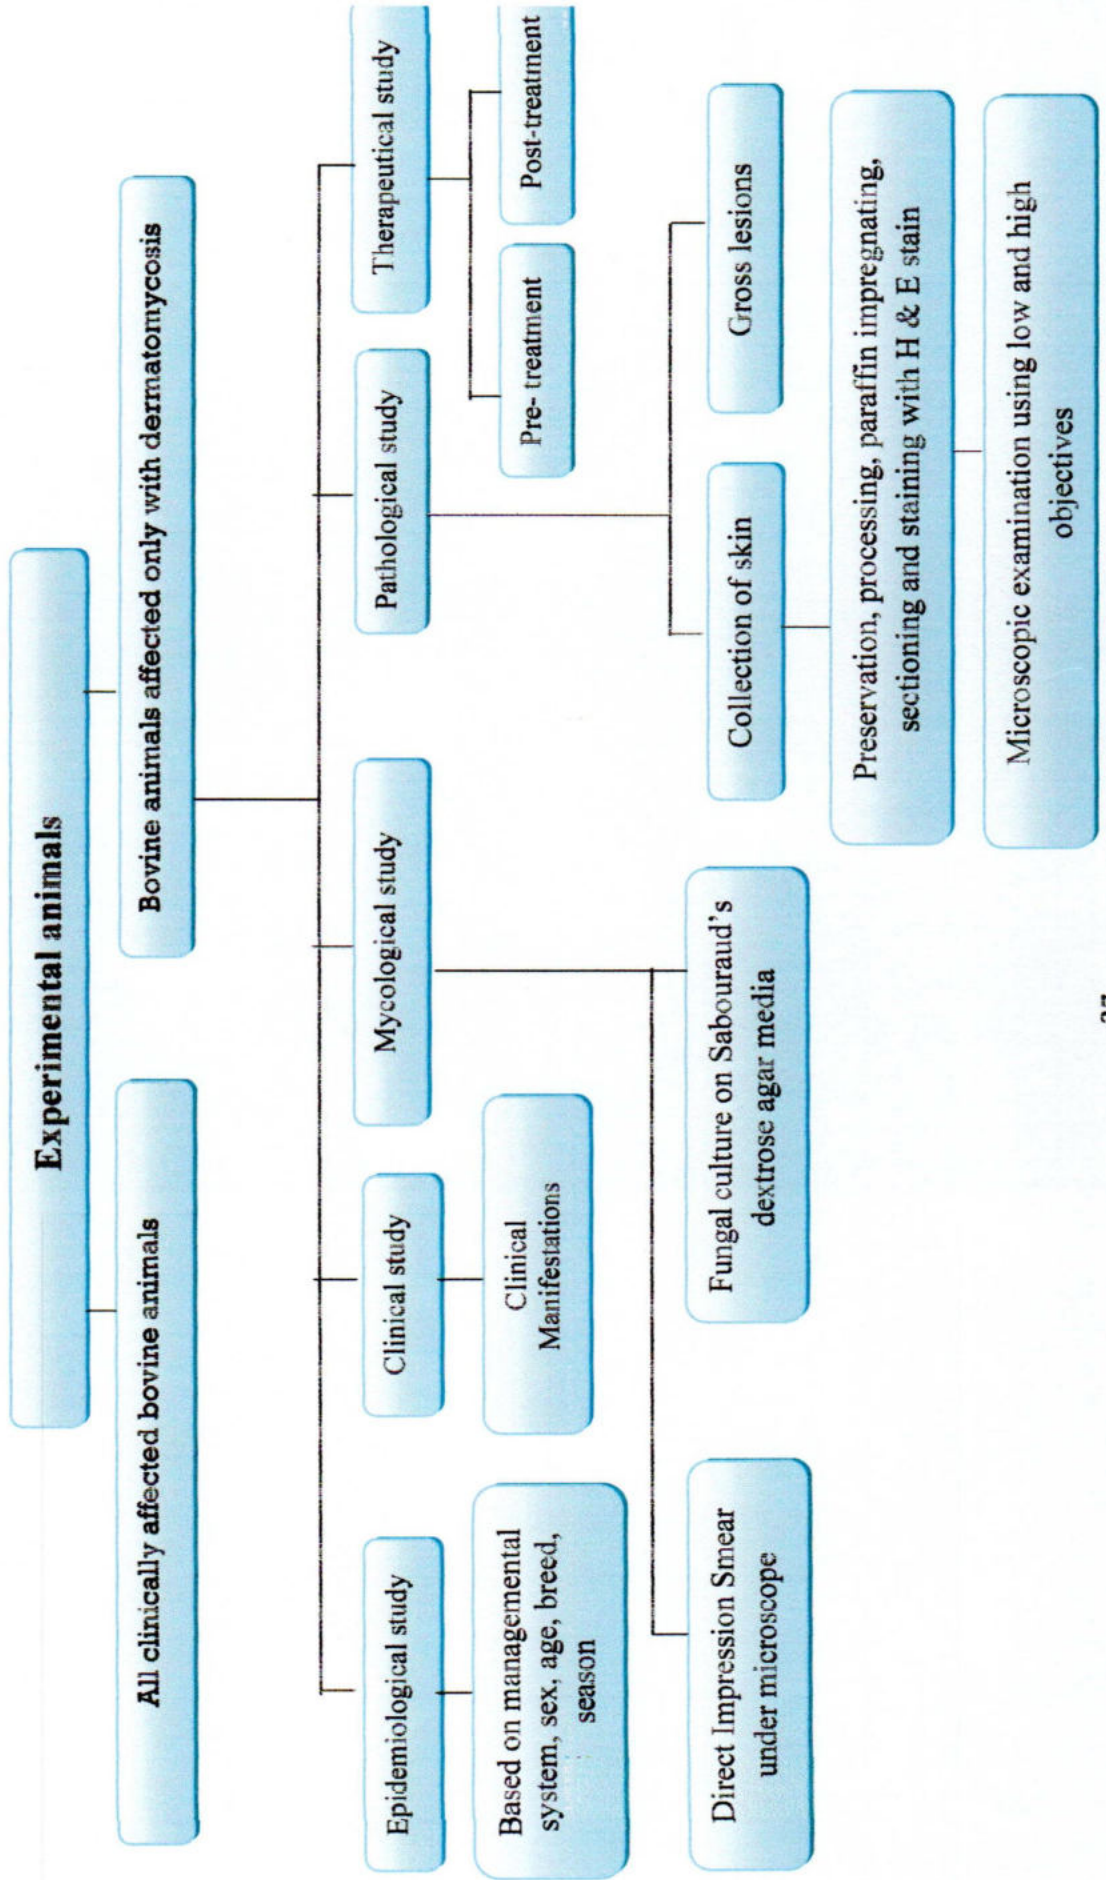 Experimental animals
All clinically affected bovine animals
Bovine animals affected only with dermatomycosis
Epidemiological study
Clinical study
Mycological study
Pathological study
Therapeutical study
Based on managemental
system, sex, age, breed,
season
Clinical
Manifestations
Pre- treatment
Post-treatment
Direct Impression Smear
under microscope
Fungal culture on Sabouraud's
dextrose agar media
Collection of skin
Gross lesions
Preservation, processing, paraffin impregnating,
sectioning and staining with H & E stain
Microscopic examination using low and high
objectives